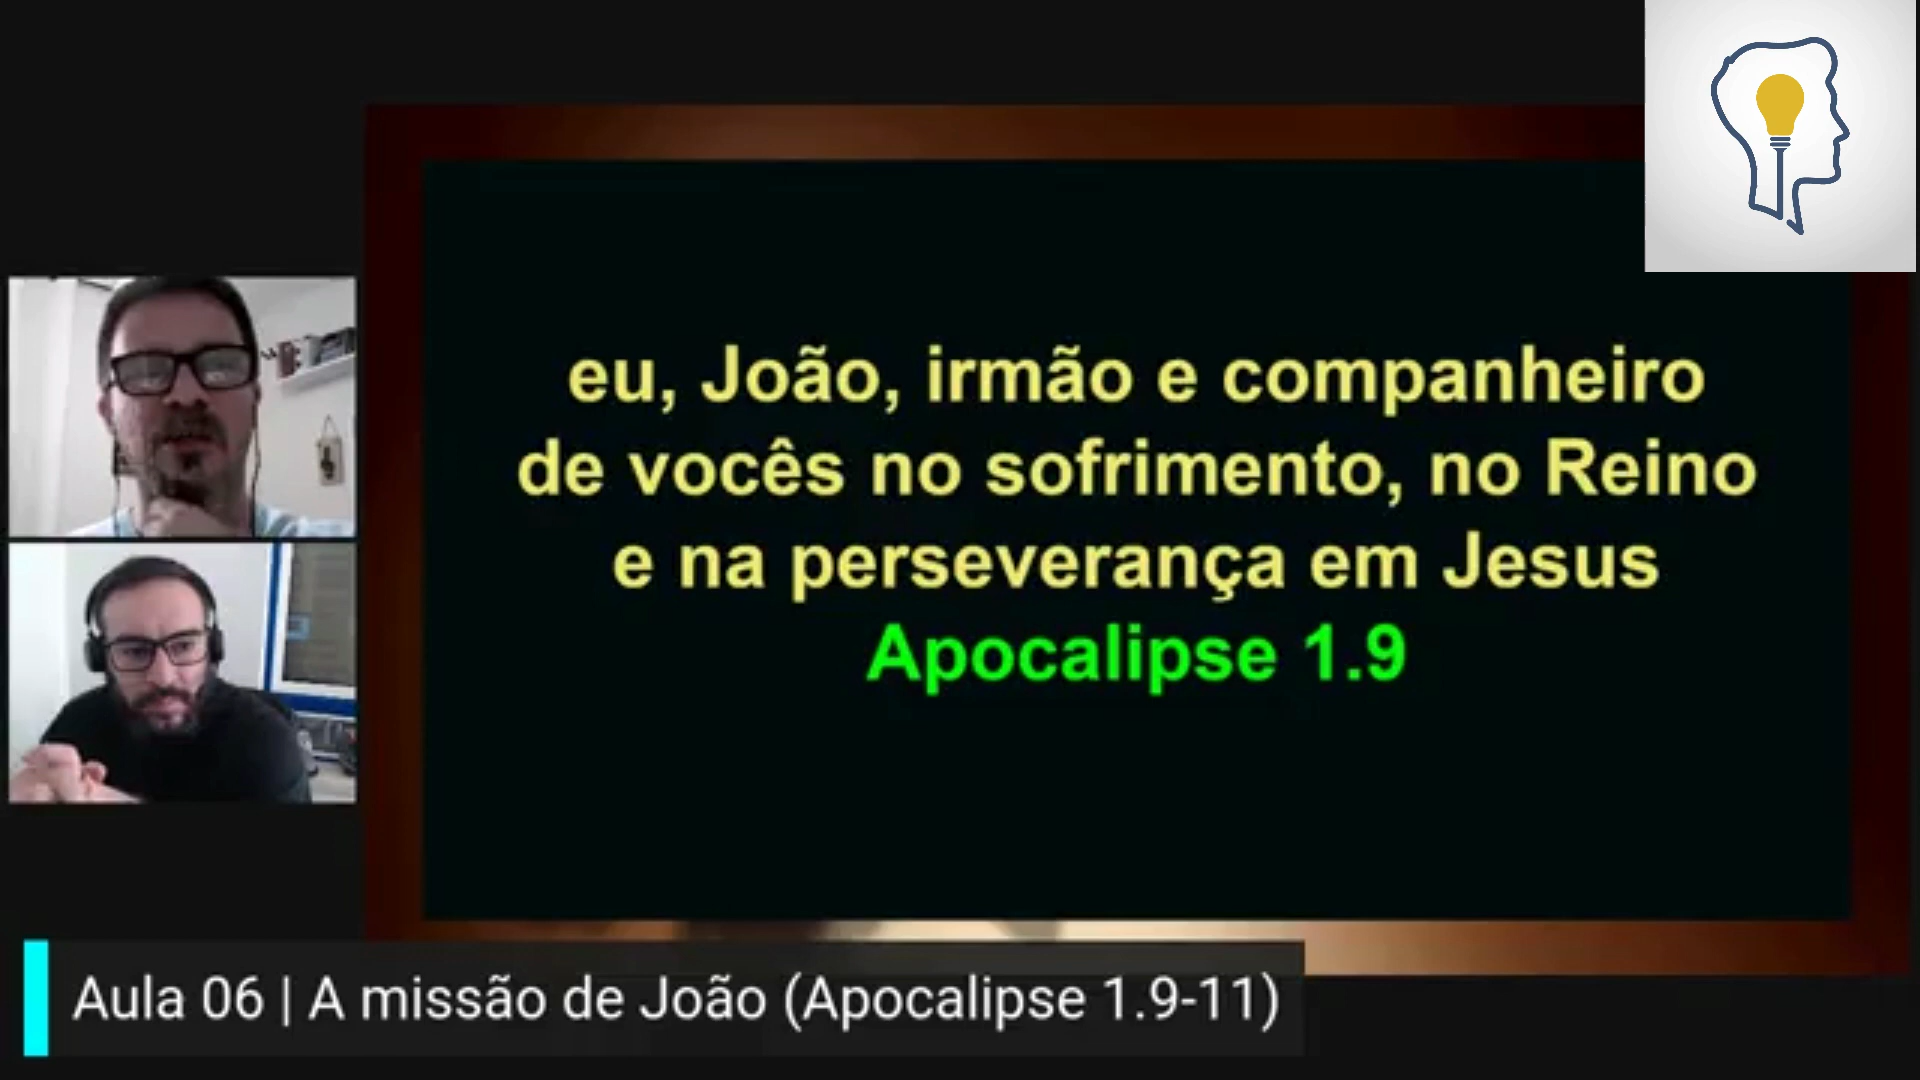 eu, João, irmão e companheiro
de vocês no sofrimento, no Reino
e na perseverança em Jesus
Apocalipse 1.9
Aula 06 | A missão de João (Apocalipse 1.9-11)